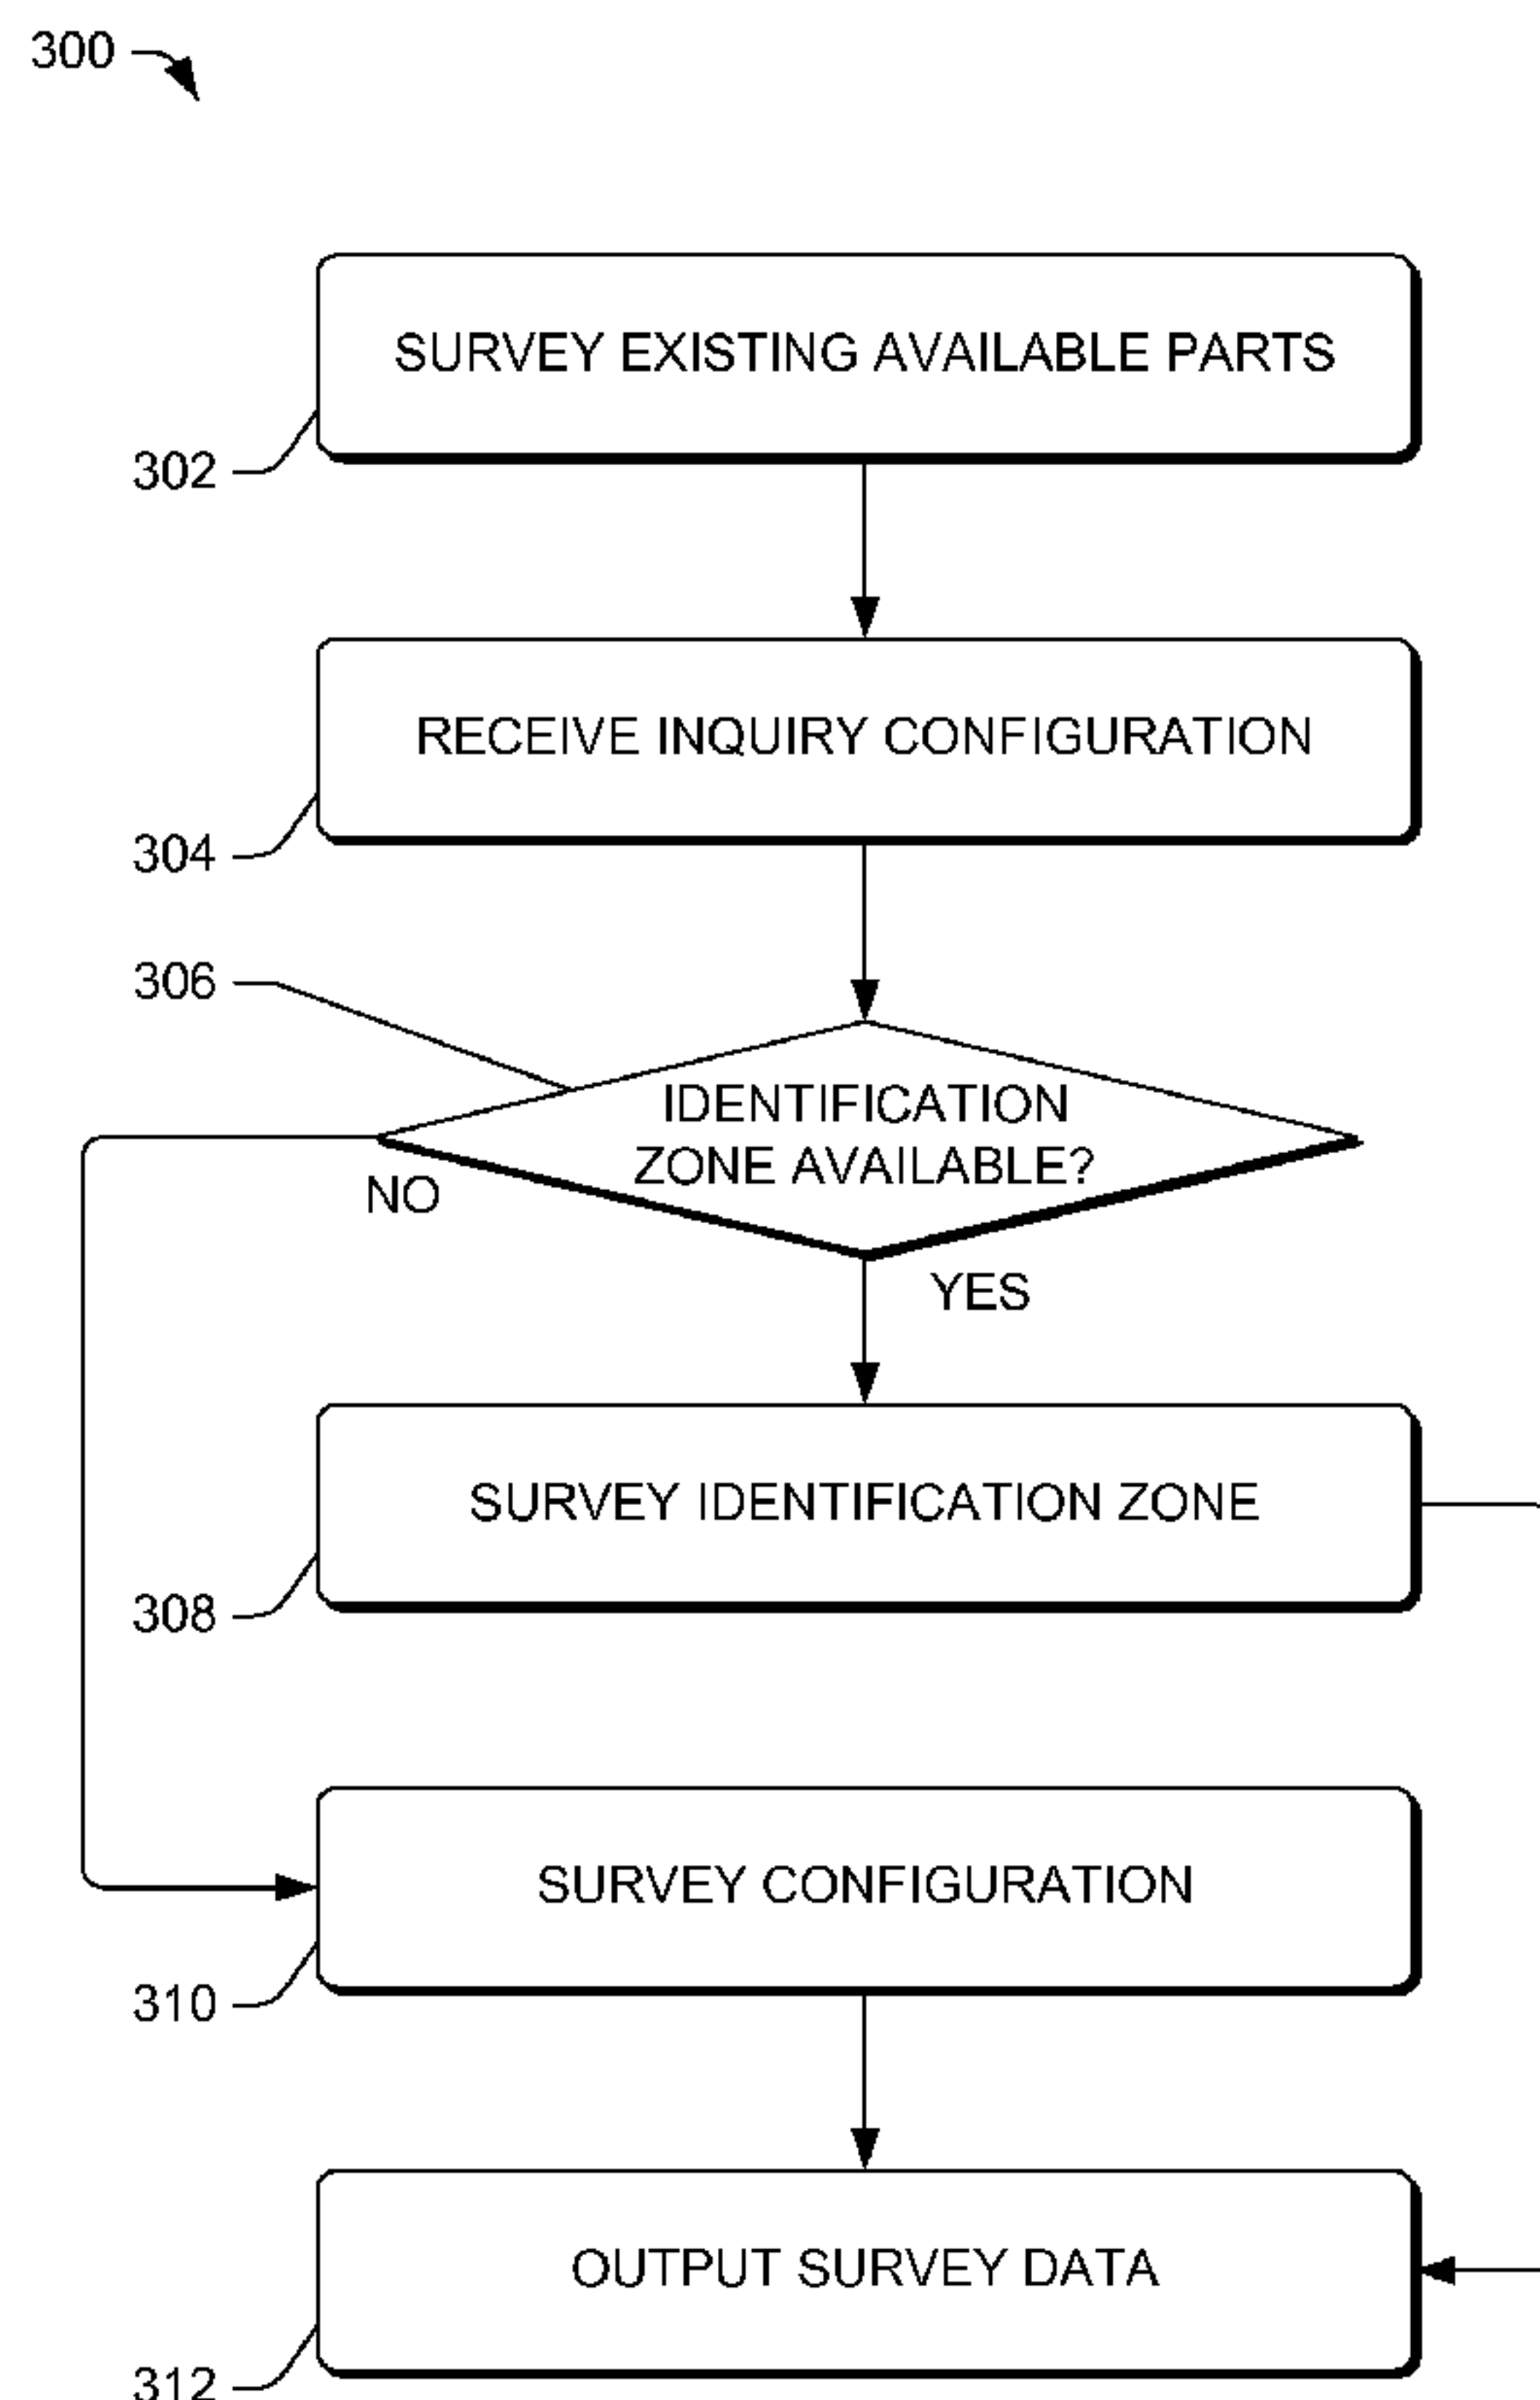 300
SURVEY EXISTING AVAILABLE PARTS
302
RECEIVE INQUIRY CONFIGURATION
304
306
IDENTIFICATION
ZONE AVAILABLE?
NO
YES
SURVEY IDENTIFICATION ZONE
308
SURVEY CONFIGURATION
310
OUTPUT SURVEY DATA
312